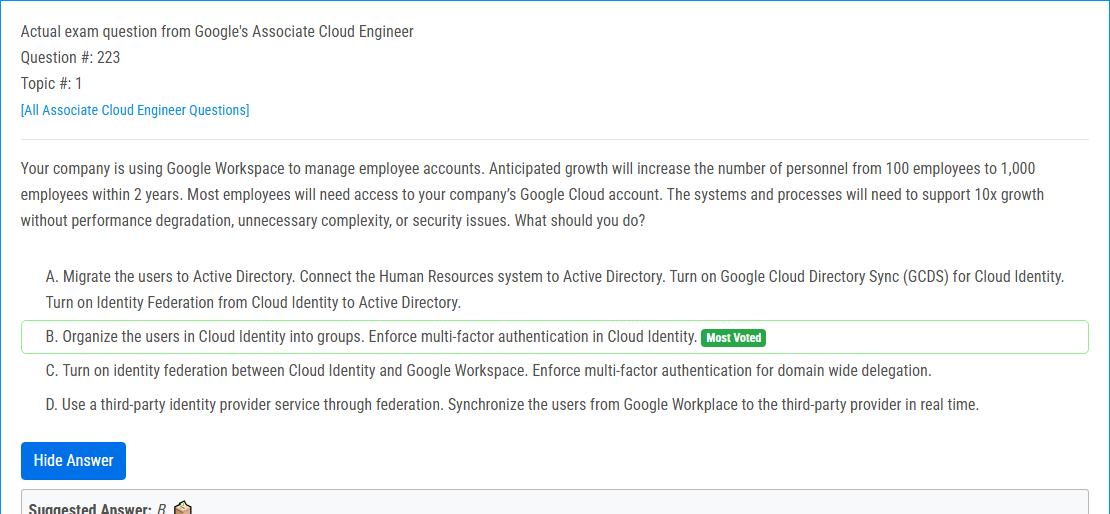 Actual exam question from Google's Associate Cloud Engineer
Question #: 223
Topic #: 1
[All Associate Cloud Engineer Questions]
Your company is using Google Workspace to manage employee accounts. Anticipated growth will increase the number of personnel from 100 employees to 1,000
employees within 2 years. Most employees will need access to your company's Google Cloud account. The systems and processes will need to support 10x growth
without performance degradation, unnecessary complexity, or security issues. What should you do?
A. Migrate the users to Active Directory. Connect the Human Resources system to Active Directory. Turn on Google Cloud Directory Sync (GCDS) for Cloud Identity.
Turn on Identity Federation from Cloud Identity to Active Directory.
B. Organize the users in Cloud Identity into groups. Enforce multi-factor authentication in Cloud Identity. Most Voted
C. Turn on identity federation between Cloud Identity and Google Workspace. Enforce multi-factor authentication for domain wide delegation.
D. Use a third-party identity provider service through federation. Synchronize the users from Google Workplace to the third-party provider in real time.
Hide Answer
Suggested Answer: B